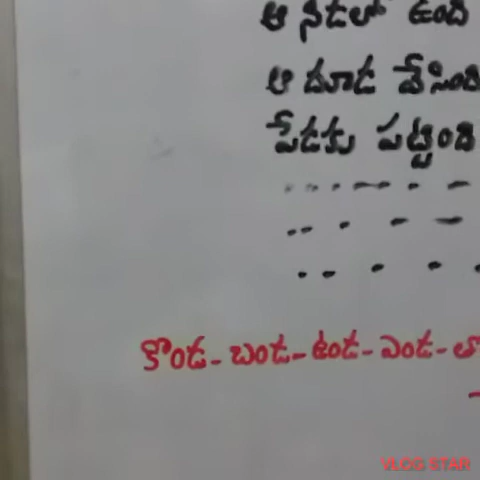 ఆ నీడలో ఉంది
ఆ దూడ వేసింది
పేడకు పట్టింది
కొండ - బండ - ఉండ - ఎండ -
VLOG STAR